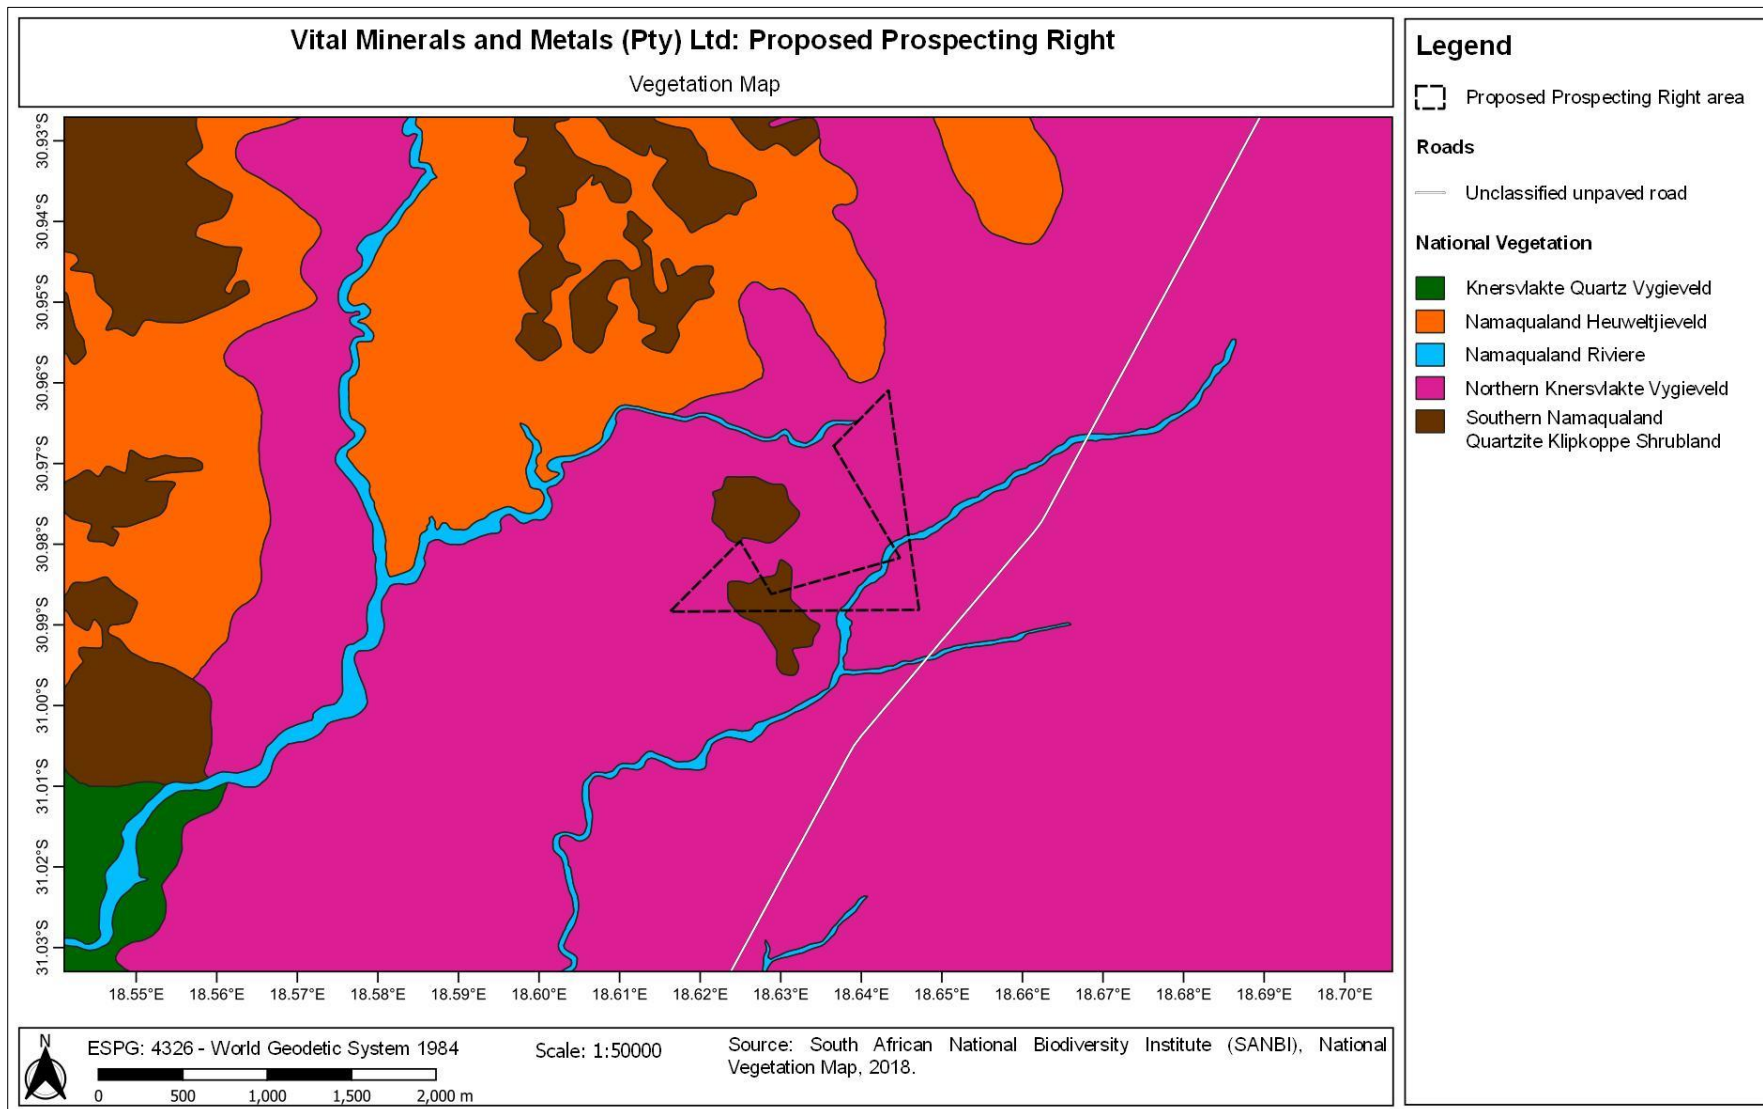 Vital Minerals and Metals (Pty) Ltd: Proposed Prospecting Right
Vegetation Map
Legend
Proposed Prospecting Right area
Roads
Unclassified unpaved road
National Vegetation
Knersvlakte Quartz Vygieveld
Namaqualand Heuweltjieveld
Namaqualand Riviere
Northern Knersvlakte Vygieveld
Southern Namaqualand
Quartzite Klipkoppe Shrubland
30.93°S
30.94°S
30.95°S
30.96°S
30.97°S
30.98°S
30.99°S
31.00°S
31.01°S
31.02°S
31.03°S
18.55°E 18.56°E 18.57°E 18.58°E 18.59°E 18.60°E 18.61°E 18.62°E 18.63°E 18.64°E 18.65°E 18.66°E 18.67°E 18.68°E 18.69°E 18.70°E
N
ESPG: 4326 - World Geodetic System 1984
0 500 1,000 1,500 2,000 m
Scale: 1:50000
Source: South African National Biodiversity Institute (SANBI), National
Vegetation Map, 2018.